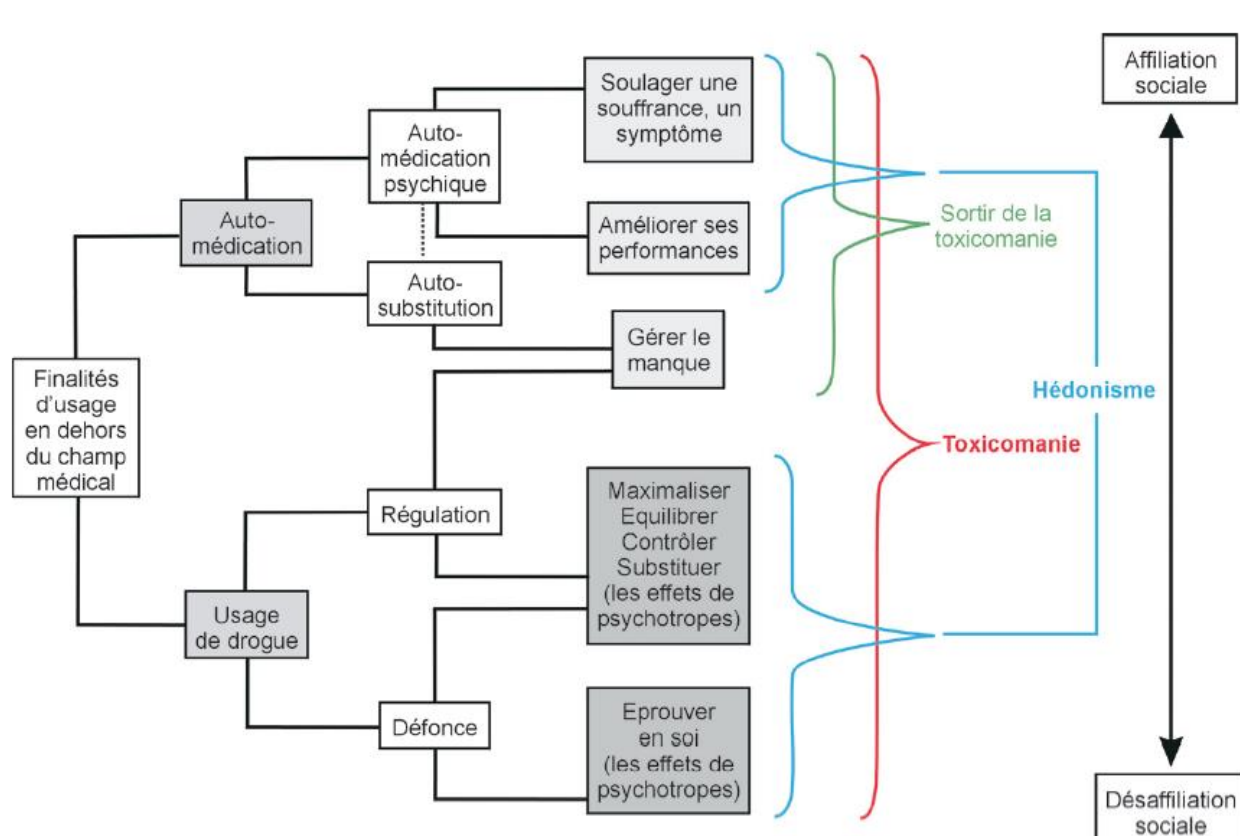 Soulager une
souffrance, un
symptôme
Affiliation
sociale
Auto-
médication
psychique
Auto-
médication
Améliorer ses
performances
Sortir de la
toxicomanie
Auto-
substitution
Gérer le
manque
Finalités
d'usage
en dehors
du champ
médical
Hédonisme
Toxicomanie
Régulation
Maximaliser
Equilibrer
Contrôler
Substituer
(les effets de
psychotropes)
Usage
de drogue
Défonce
Eprouver
en soi
(les effets de
psychotropes)
Désaffiliation
sociale